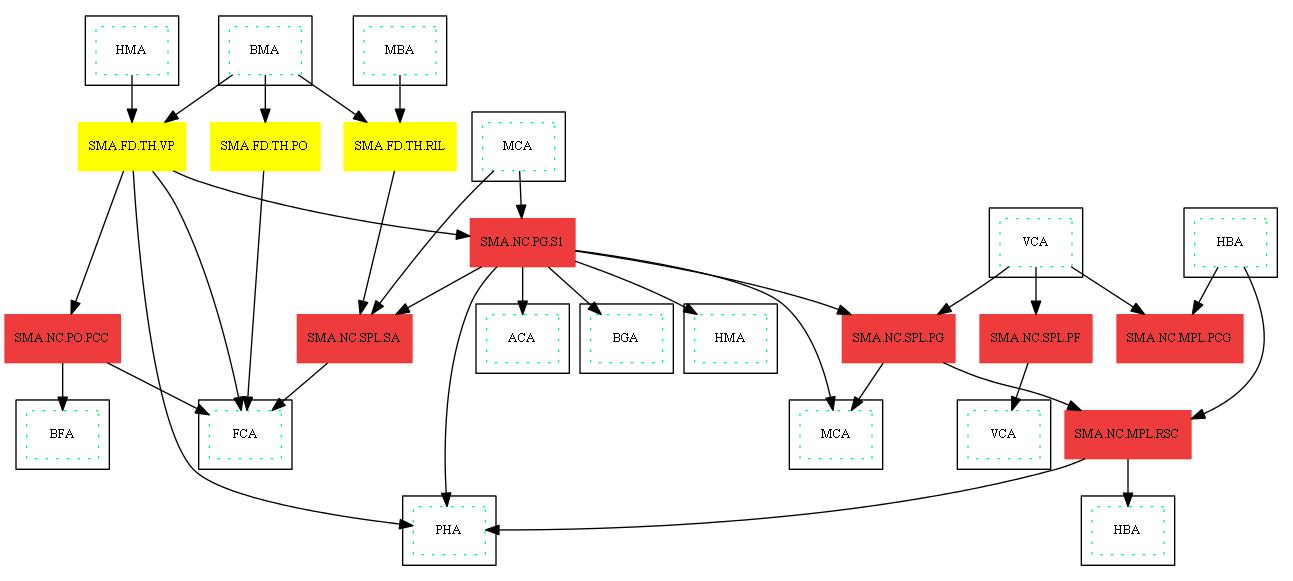 HMA
BMA
MBA
SMA.FD.TH.VP
SMA.FD.TH.PO
SMA.FD.TH.RIL
MCA
SMA.NC.PG.S1
VCA
HBA
SMA.NC.PO.PCC
SMA.NC.SPL.SA
ACA
BGA
HMA
SMA.NC.SPL.PG
SMA.NC.SPL.PF
SMA.NC.MPL.PCG
BFA
FCA
MCA
VCA
SMA.NC.MPL.RSC
PHA
HBA